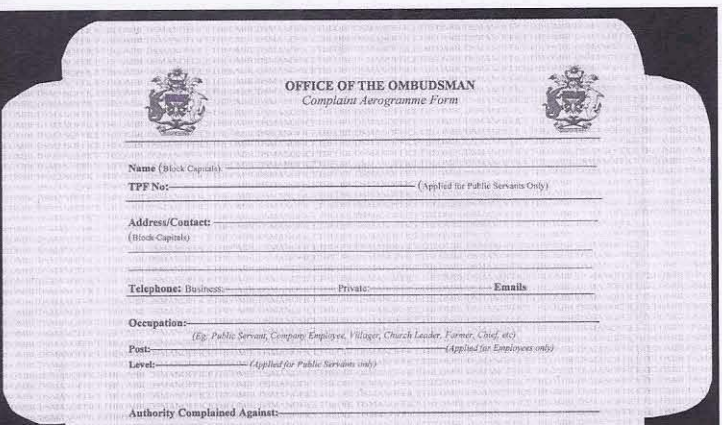 OFFICE OF THE OMBUDSMAN
Complaint Aerogramme Form
Name (Block Capitals)
TPF No: (Applied for Public Servants Only)
Address/Contact:
(Block Capitals)
Telephone: Business: Private: Emails
Occupation:
(Eg. Public Servant, Company Employee, Villager, Church Leader, Farmer, Chief, etc)
Post: (Applied for Employees only)
Level: (Applied for Public Servants only)
Authority Complained Against: